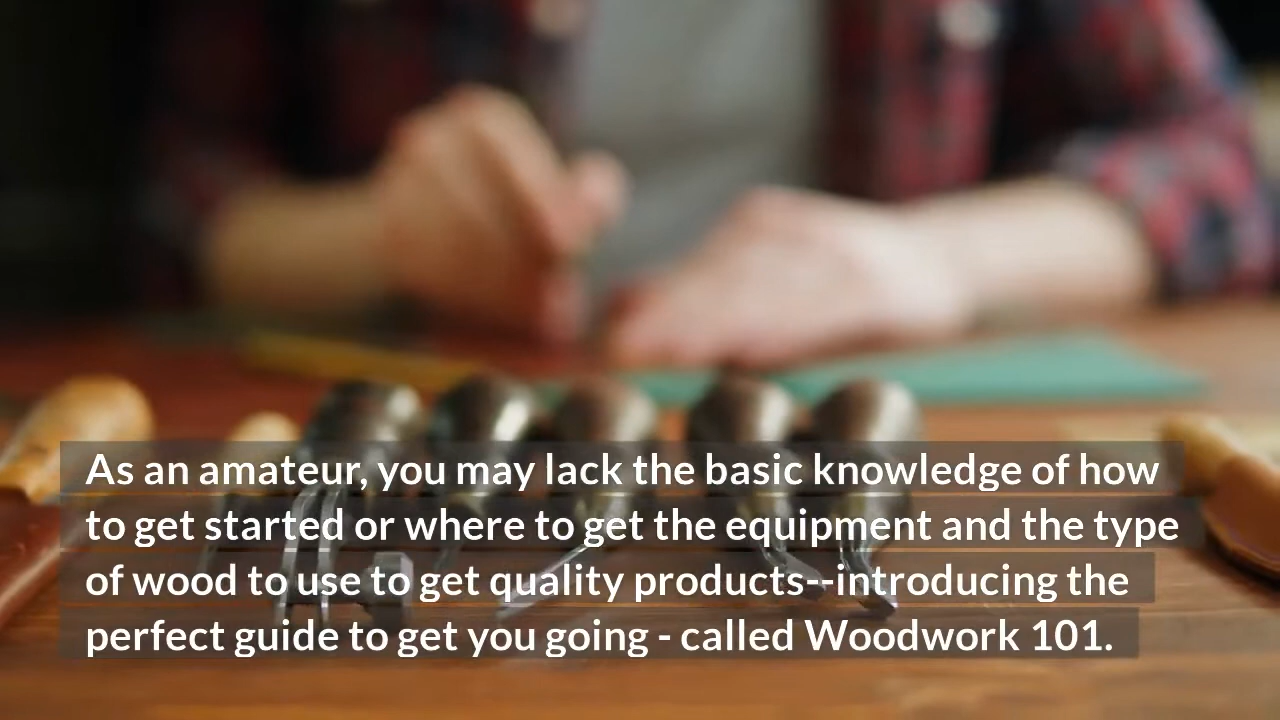 As an amateur, you may lack the basic knowledge of how
to get started or where to get the equipment and the type
of wood to use to get quality products--introducing the
perfect guide to get you going - called Woodwork 101.